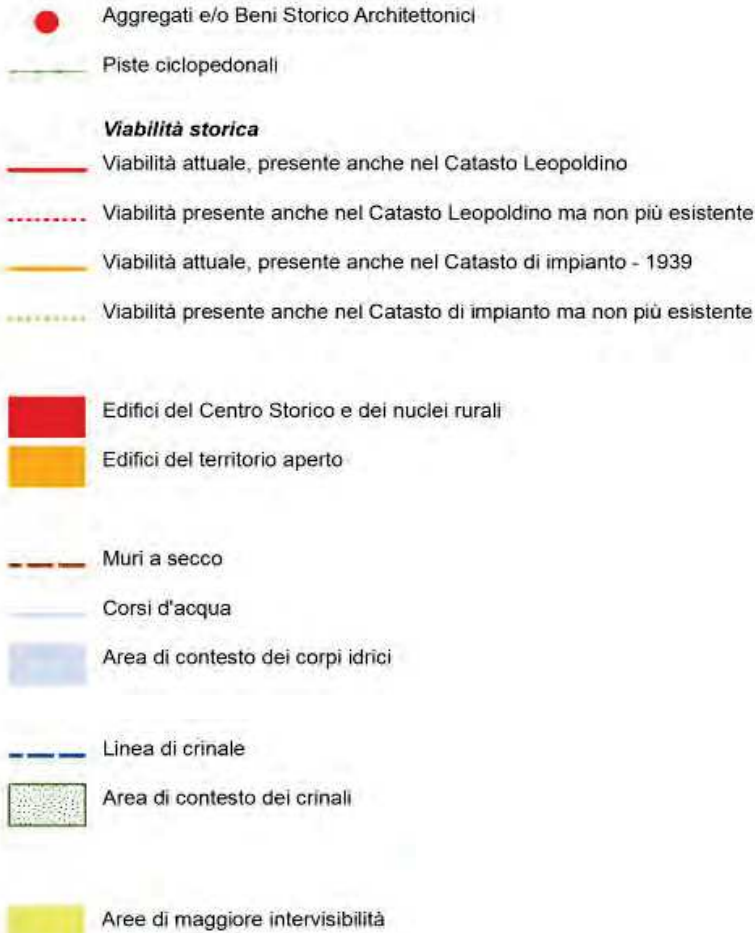 Aggregati e/o Beni Storico Architettonici
Piste ciclopedonali
Viabilità storica
Viabilità attuale, presente anche nel Catasto Leopoldino
Viabilità presente anche nel Catasto Leopoldino ma non più esistente
Viabilità attuale, presente anche nel Catasto di impianto - 1939
Viabilità presente anche nel Catasto di impianto ma non più esistente
Edifici del Centro Storico e dei nuclei rurali
Edifici del territorio aperto
Muri a secco
Corsi d'acqua
Area di contesto dei corpi idrici
Linea di crinale
Area di contesto dei crinali
Aree di maggiore intervisibilità